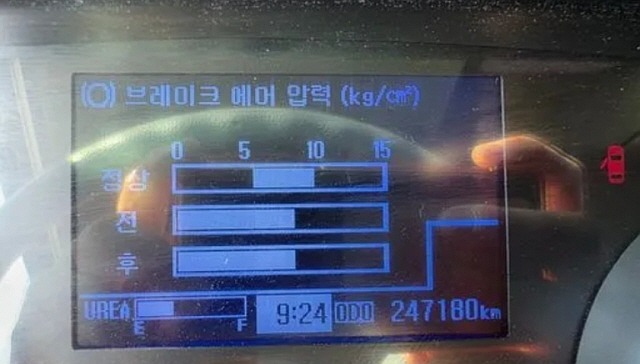 (O) 브레이크 에어 압력 (kg/cm²)
0 5 10 15
정상
전
후
UREA E F 9:24 ODO 247180km